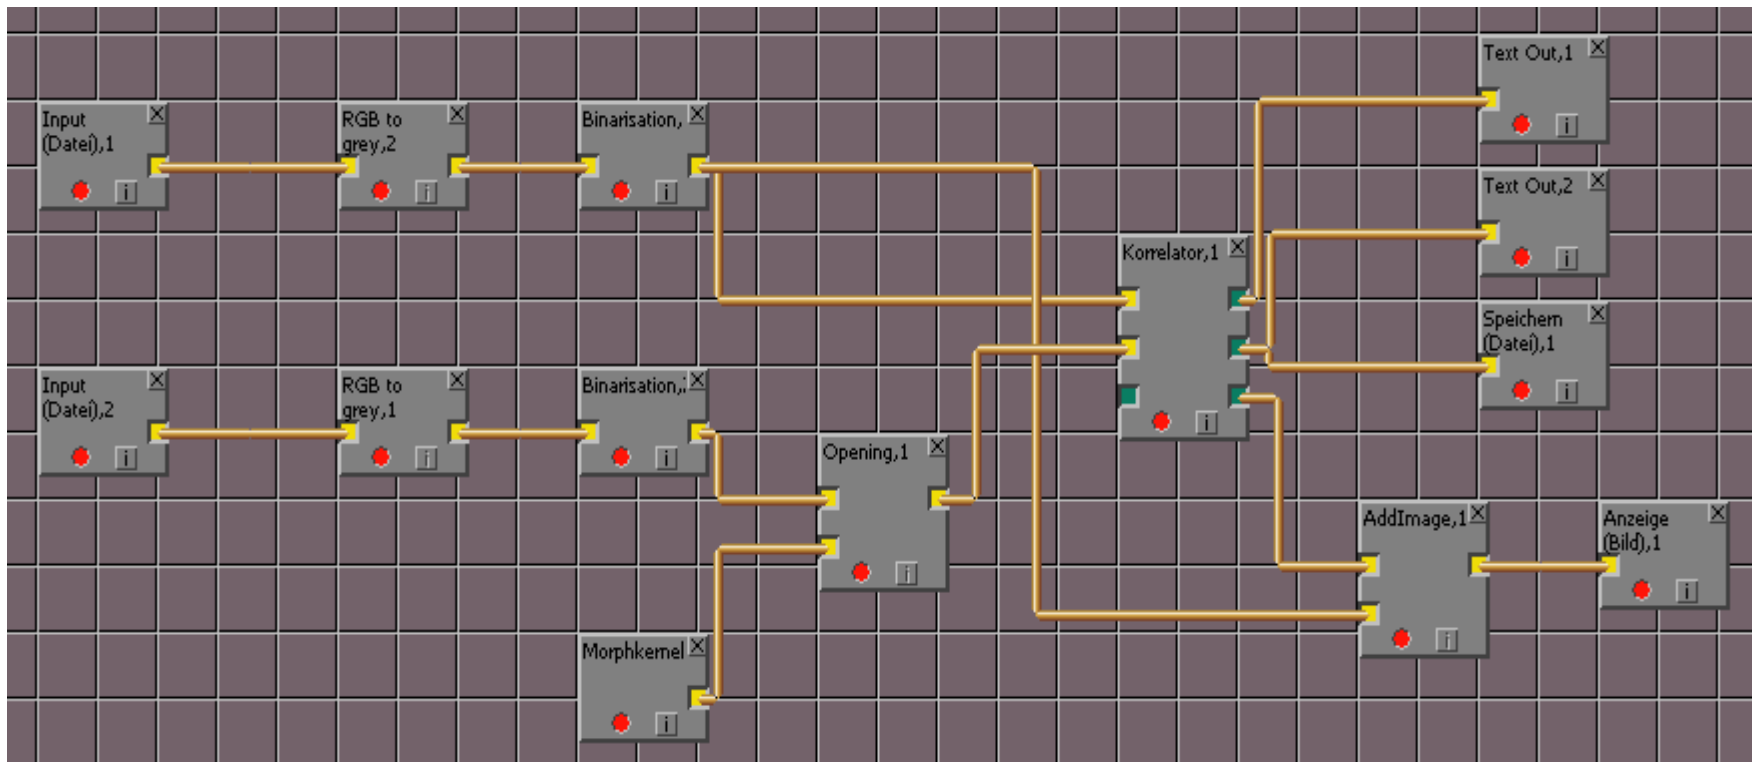 Text Out,1
Input
(Datei),1
RGB to
grey,2
Binarisation,
Text Out,2
Korrelator,1
Speichern
(Datei),1
Input
(Datei),2
RGB to
grey,1
Binarisation,
Opening,1
AddImage,1
Anzeige
(Bild),1
Morphkernel